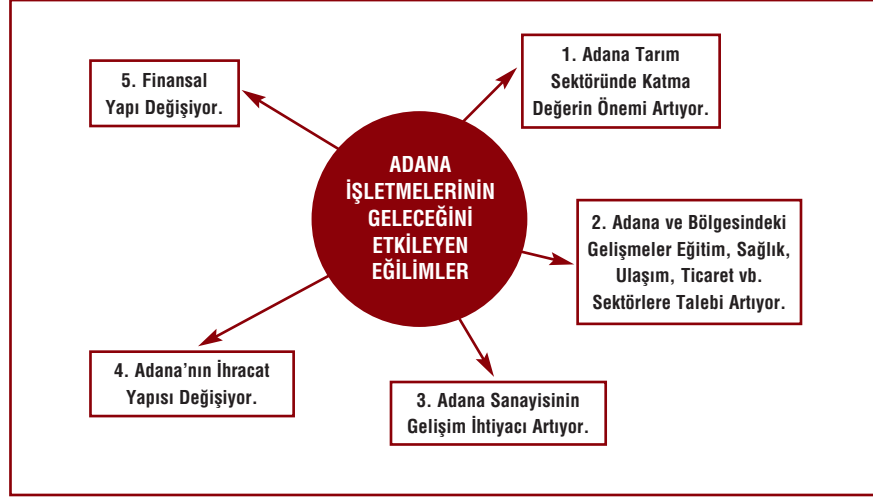 ADANA
İŞLETMELERİNİN
GELECEĞİNİ
ETKİLEYEN
EĞİLİMLER
1. Adana Tarım
Sektöründe Katma
Değerin Önemi Artıyor.
2. Adana ve Bölgesindeki
Gelişmeler Eğitim, Sağlık,
Ulaşım, Ticaret vb.
Sektörlere Talebi Artıyor.
3. Adana Sanayisinin
Gelişim İhtiyacı Artıyor.
4. Adana’nın İhracat
Yapısı Değişiyor.
5. Finansal
Yapı Değişiyor.